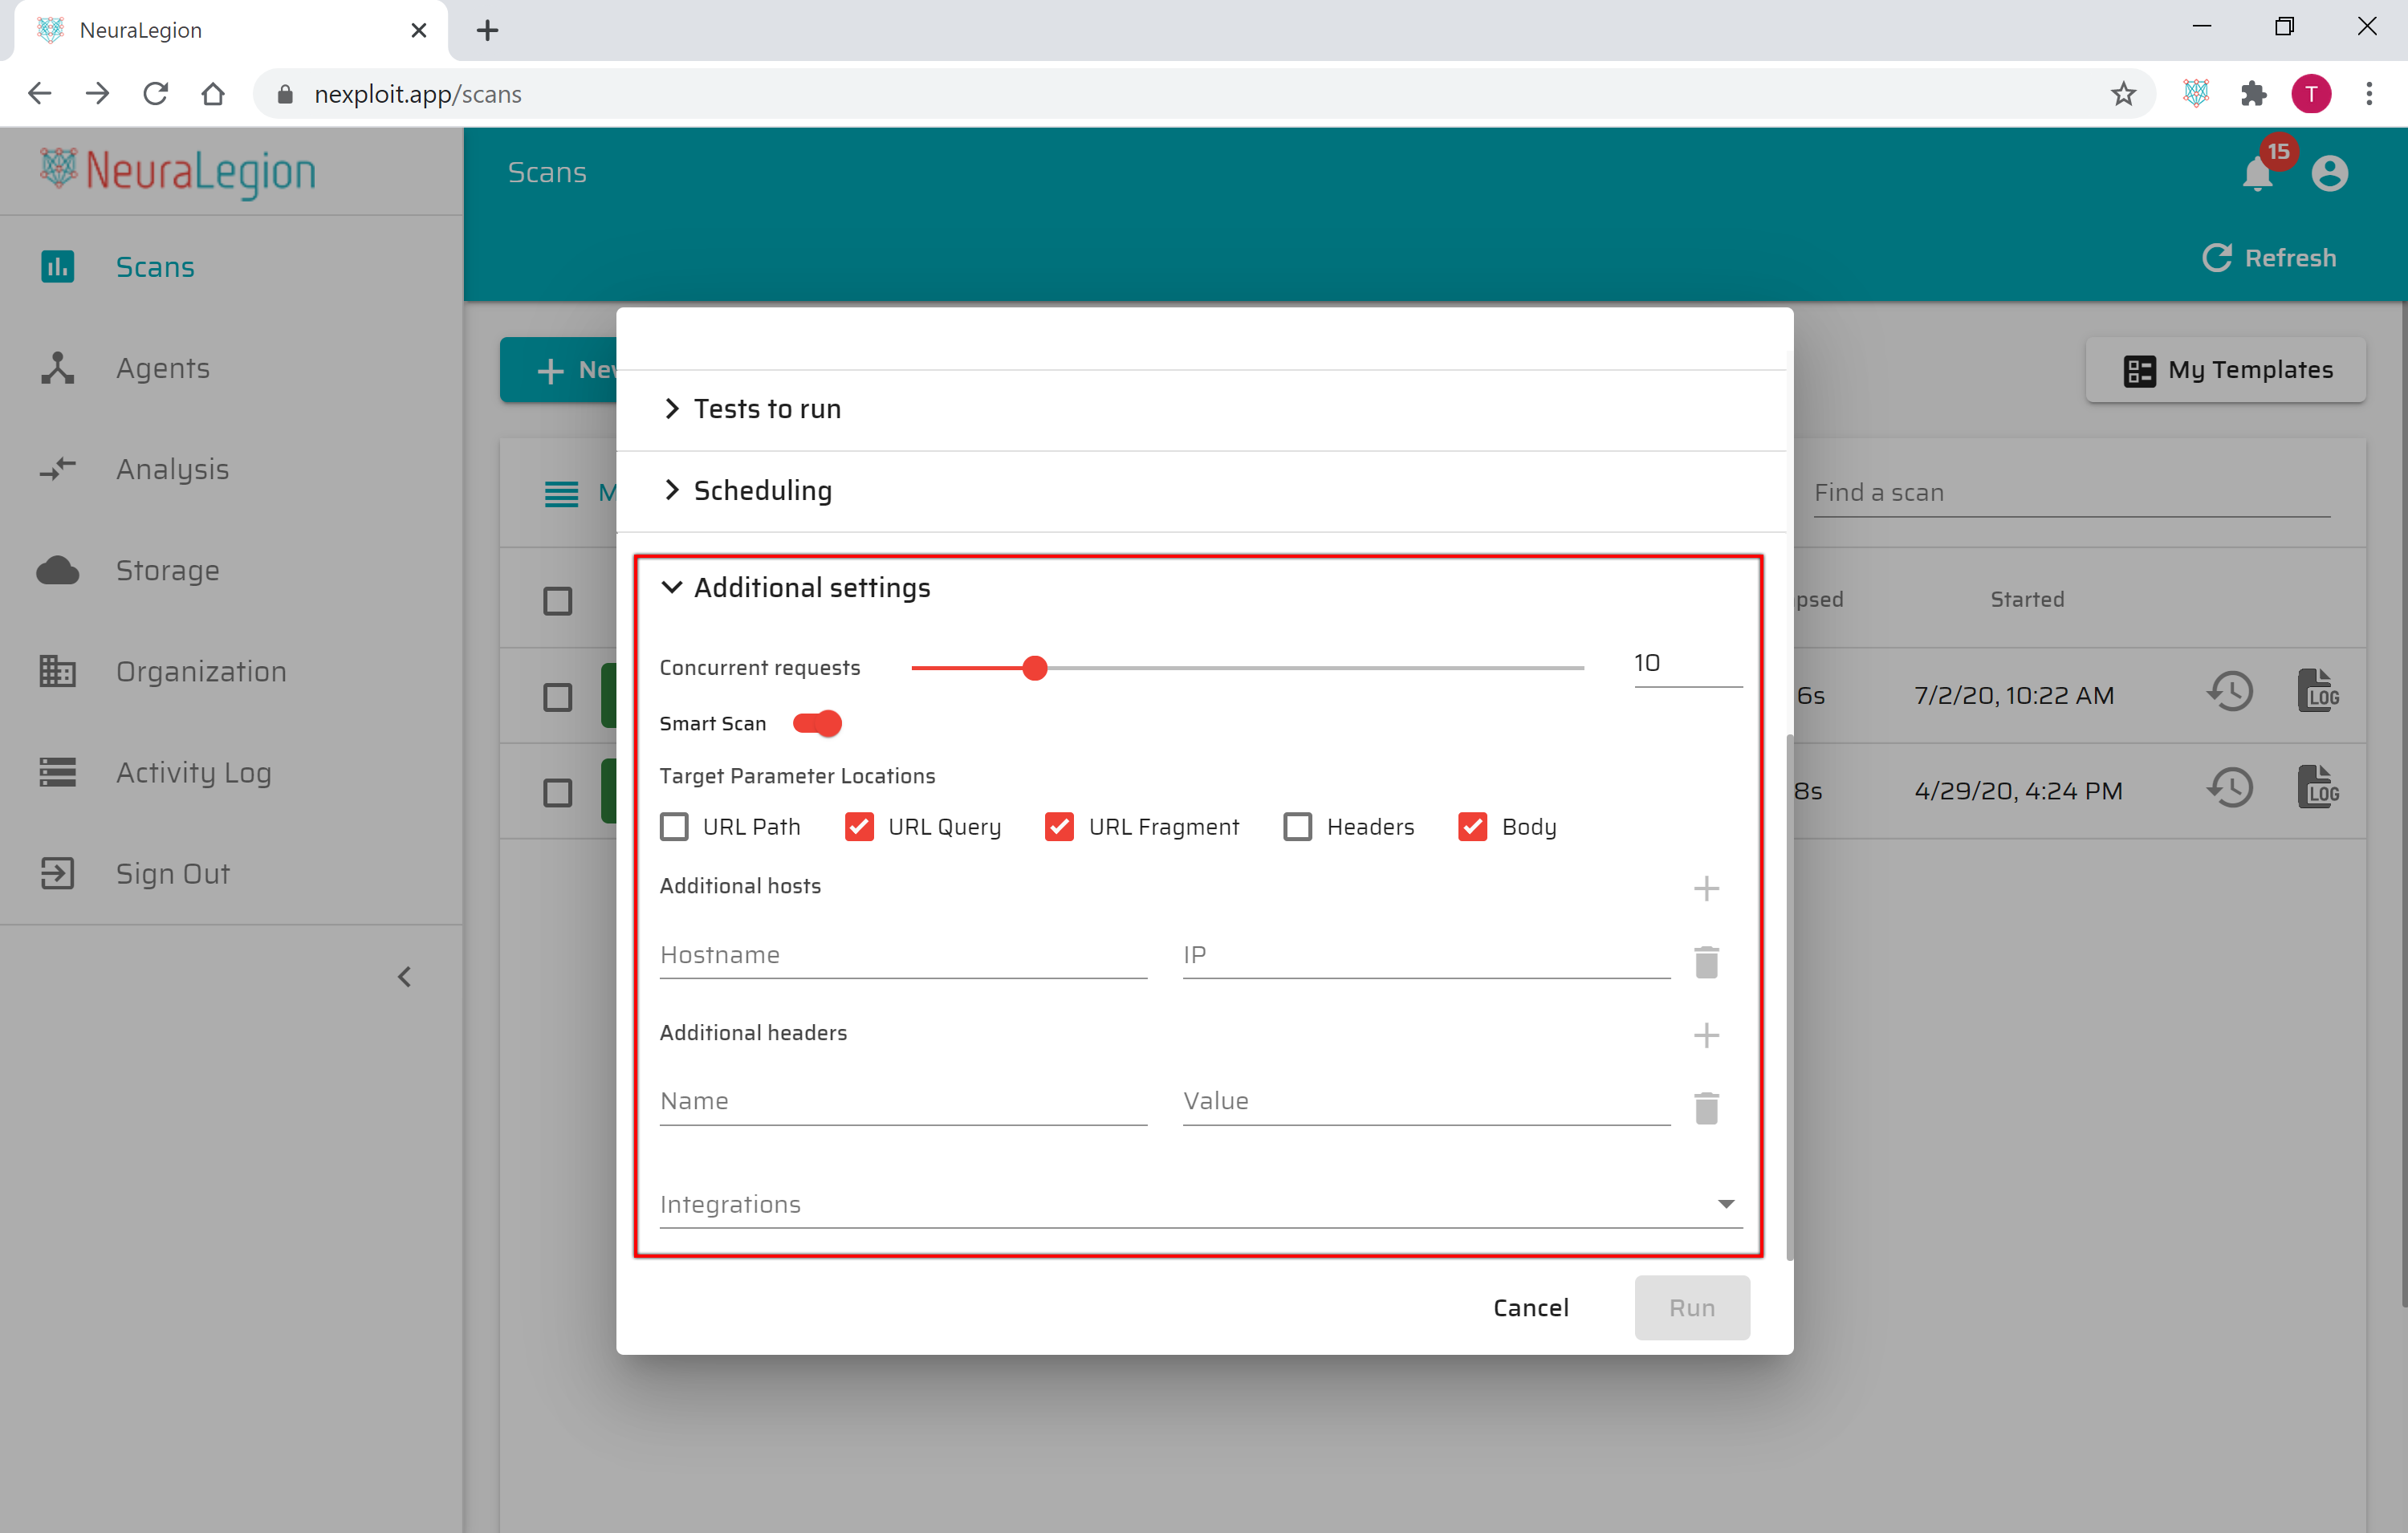 NeuraLegion
nexploit.app/scans
T
NeuraLegion
Scans
15
Refresh
Scans
Agents
Analysis
Storage
Organization
Activity Log
Sign Out
My Templates
Find a scan
Started
6s
7/2/20, 10:22 AM
LOG
8s
4/29/20, 4:24 PM
LOG
Tests to run
Scheduling
Additional settings
Concurrent requests
10
Smart Scan
Target Parameter Locations
URL Path
URL Query
URL Fragment
Headers
Body
Additional hosts
Hostname
IP
Additional headers
Name
Value
Integrations
Cancel
Run